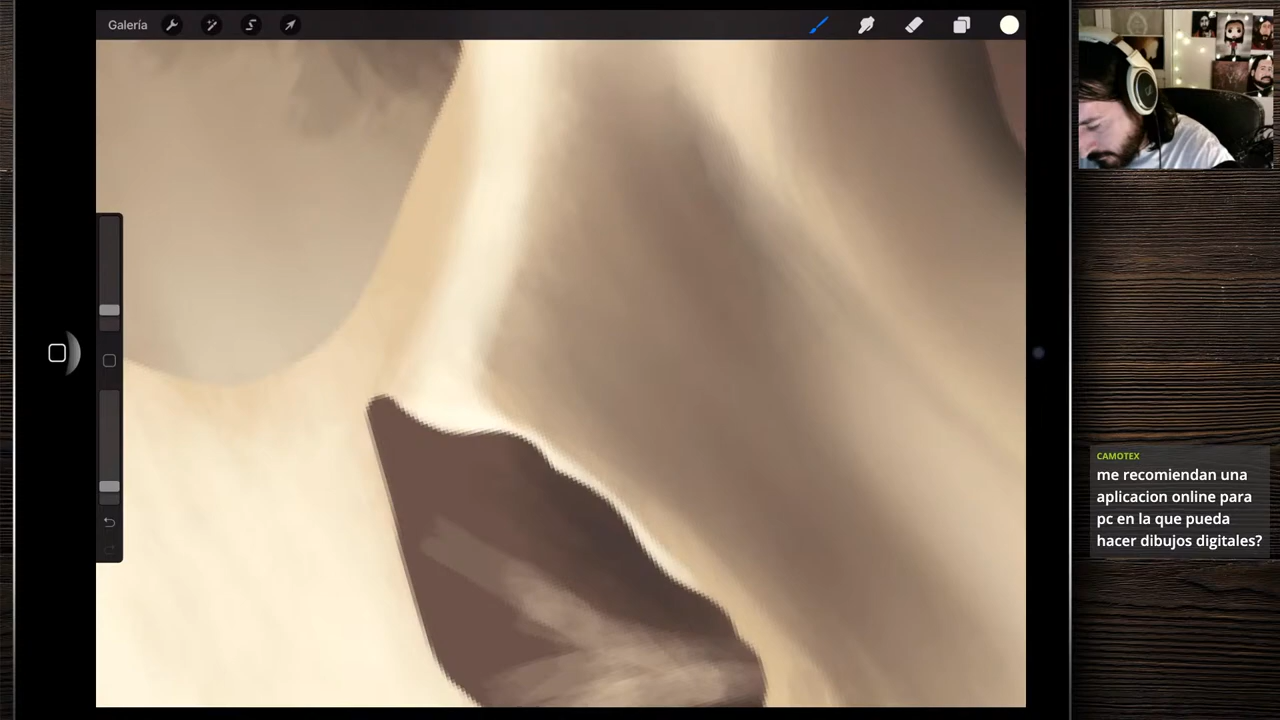 Galería
CAMOTEX
me recomiendan una
aplicacion online para
pc en la que pueda
hacer dibujos digitales?